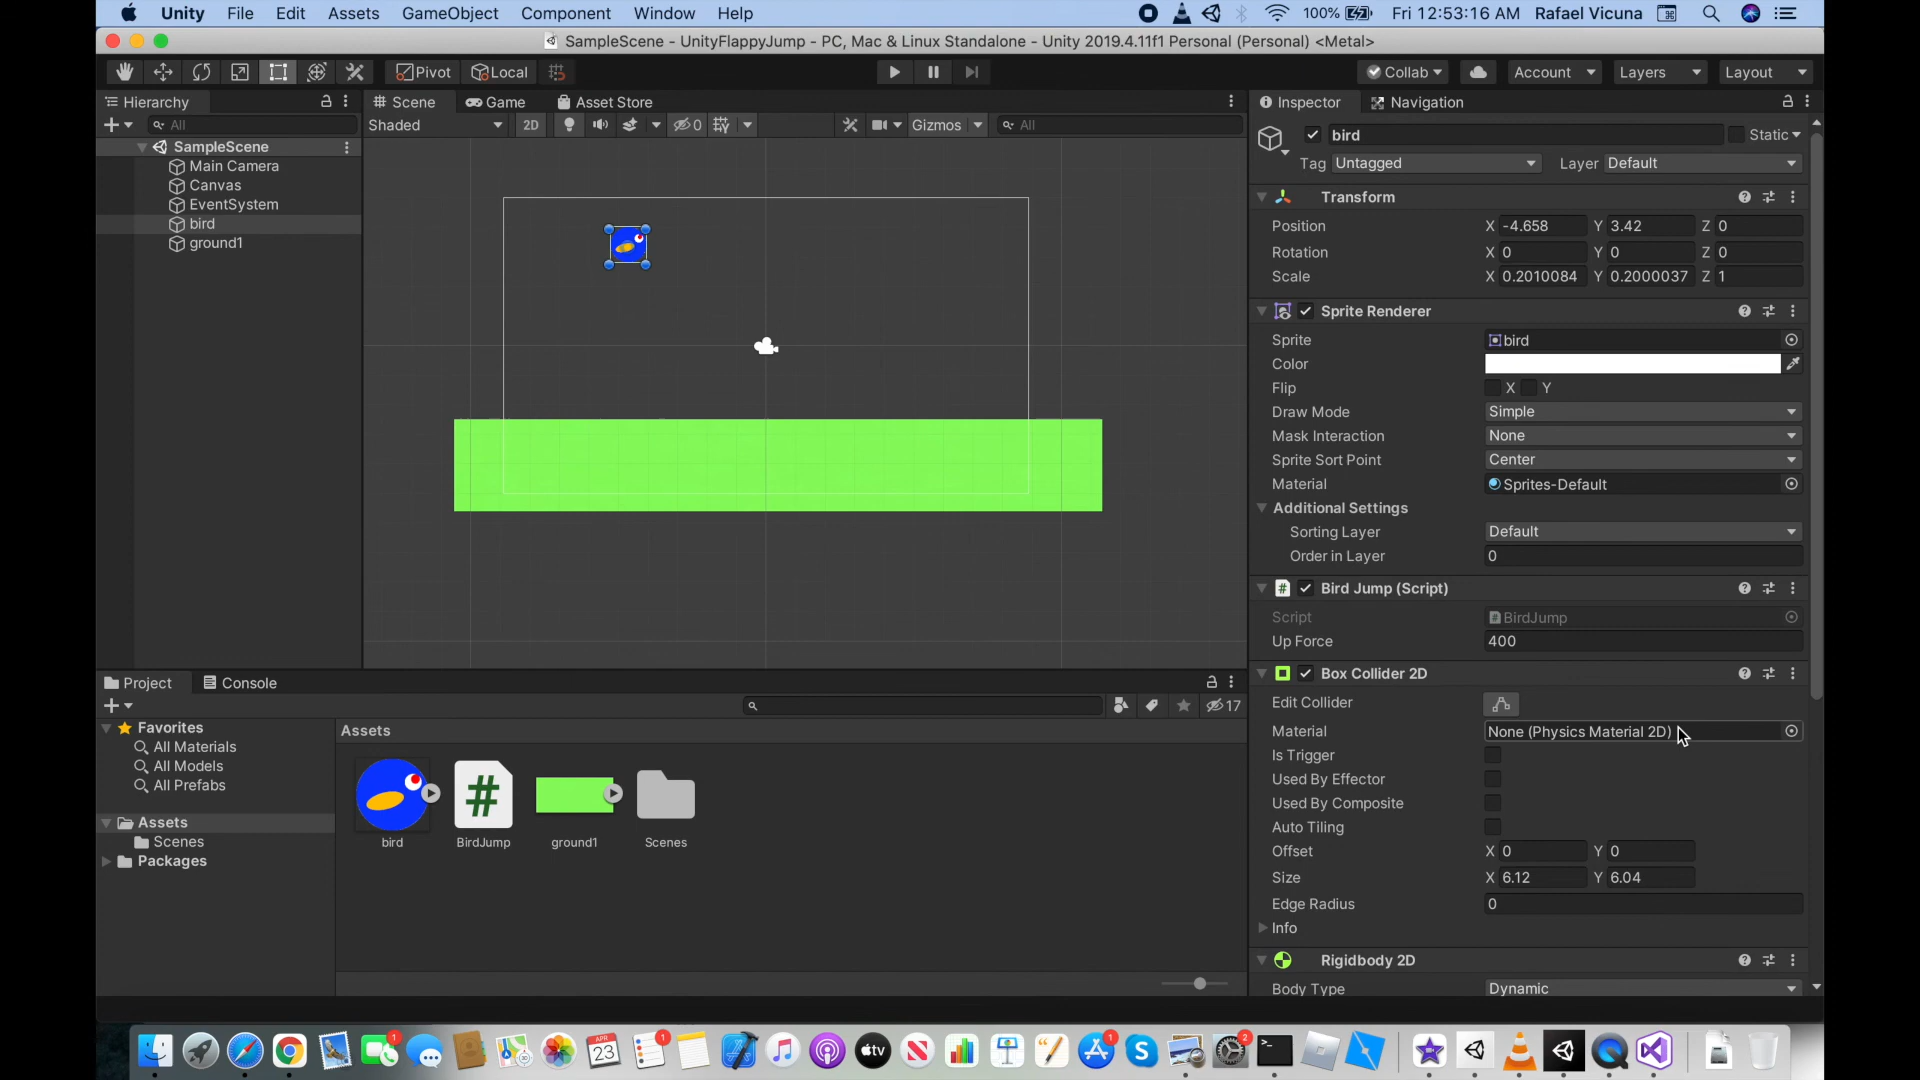 Unity File Edit Assets GameObject Component Window Help 100% Fri 12:53:16 AM Rafael Vicuna
SampleScene - UnityFlappyJump - PC, Mac & Linux Standalone - Unity 2019.4.11f1 Personal (Personal) <Metal>
Pivot Local Collab Account Layers Layout
Hierarchy Scene Game Asset Store Inspector Navigation
All Shaded 2D 0 Gizmos All
bird Static
Tag Untagged Layer Default
SampleScene
Main Camera
Canvas
EventSystem
bird
ground1
Transform
Position X -4.658 Y 3.42 Z 0
Rotation X 0 Y 0 Z 0
Scale X 0.2010084 Y 0.2000037 Z 1
Sprite Renderer
Sprite bird
Color
Flip X Y
Draw Mode Simple
Mask Interaction None
Sprite Sort Point Center
Material Sprites-Default
Additional Settings
Sorting Layer Default
Order in Layer 0
Bird Jump (Script)
Script BirdJump
Up Force 400
Box Collider 2D
Edit Collider
Material None (Physics Material 2D)
Is Trigger
Used By Effector
Used By Composite
Auto Tiling
Offset X 0 Y 0
Size X 6.12 Y 6.04
Edge Radius 0
Info
Rigidbody 2D
Body Type Dynamic
Project Console
17
Favorites
All Materials
All Models
All Prefabs
Assets
Scenes
Packages
Assets
bird BirdJump ground1 Scenes
1 APR 23 1 tv 1 2